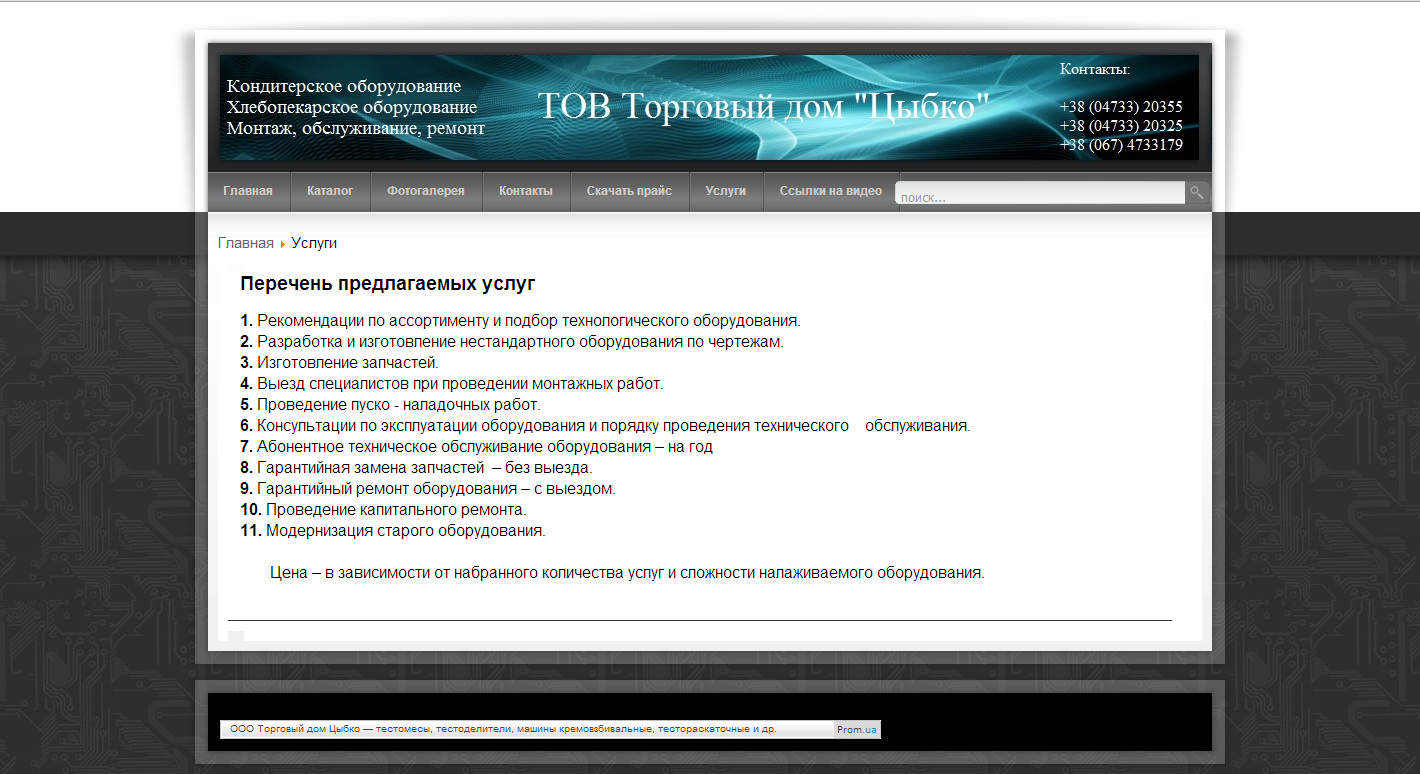 Кондитерское оборудование
Хлебопекарское оборудование
Монтаж, обслуживание, ремонт
ТОВ Торговый дом "Цыбко"
Контакты:
+38 (04733) 20355
+38 (04733) 20325
+38 (067) 4733179
Главная Каталог Фотогалерея Контакты Скачать прайс Услуги Ссылки на видео поиск...
Главная Услуги
Перечень предлагаемых услуг
1. Рекомендации по ассортименту и подбор технологического оборудования.
2. Разработка и изготовление нестандартного оборудования по чертежам.
3. Изготовление запчастей.
4. Выезд специалистов при проведении монтажных работ.
5. Проведение пуско - наладочных работ.
6. Консультации по эксплуатации оборудования и порядку проведения технического обслуживания.
7. Абонентное техническое обслуживание оборудования – на год
8. Гарантийная замена запчастей – без выезда.
9. Гарантийный ремонт оборудования – с выездом.
10. Проведение капитального ремонта.
11. Модернизация старого оборудования.
Цена – в зависимости от набранного количества услуг и сложности налаживаемого оборудования.
ООО Торговый дом Цыбко — тестомесы, тестоделители, машины кремовзбивальные, тестораскаточные и др. Prom.ua